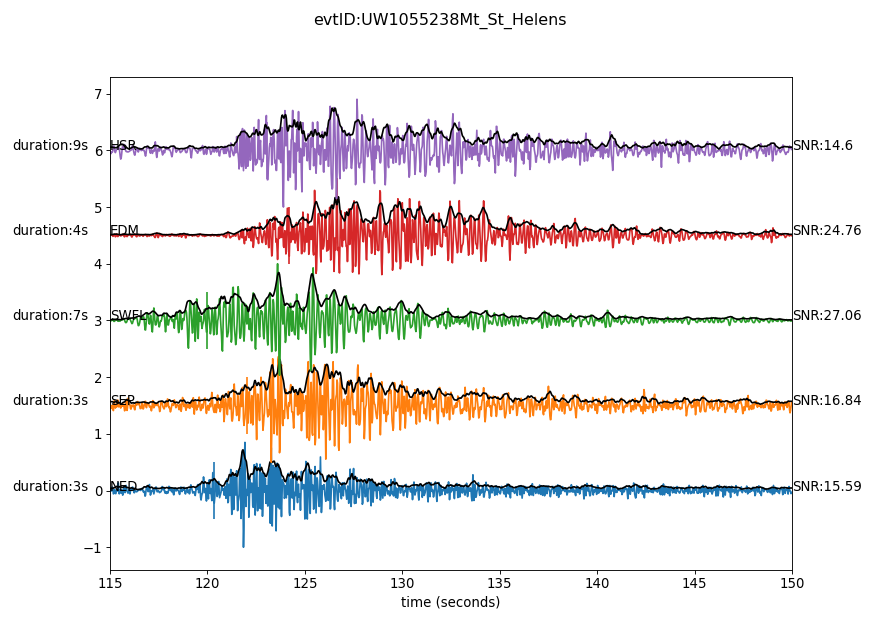 evtID:UW1055238Mt_St_Helens
7
duration:9s HSR SNR:14.6
6
5
duration:4s EDM SNR:24.76
4
duration:7s SWFL SNR:27.06
3
2
duration:3s SEP SNR:16.84
1
duration:3s NED SNR:15.59
0
−1
115 120 125 130 135 140 145 150
time (seconds)